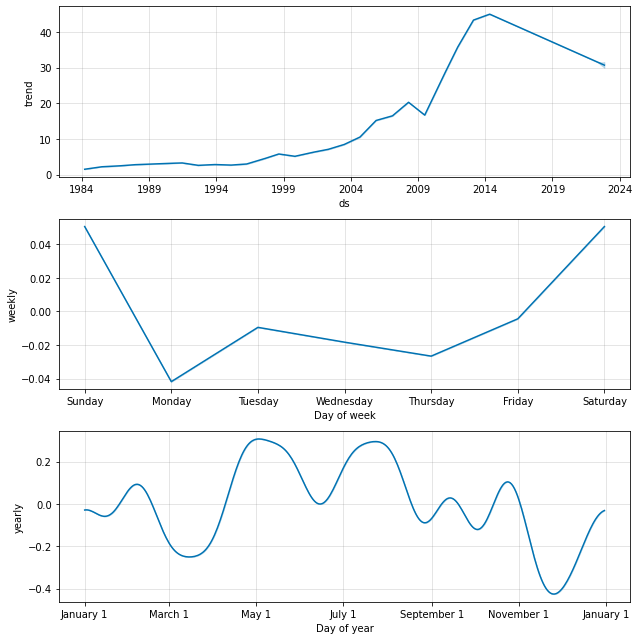 40
30
20
10
0
trend
1984 1989 1994 1999 2004 2009 2014 2019 2024
ds
0.04
0.02
0.00
−0.02
−0.04
weekly
Sunday Monday Tuesday Wednesday Thursday Friday Saturday
Day of week
0.2
0.0
−0.2
−0.4
yearly
January 1 March 1 May 1 July 1 September 1 November 1 January 1
Day of year